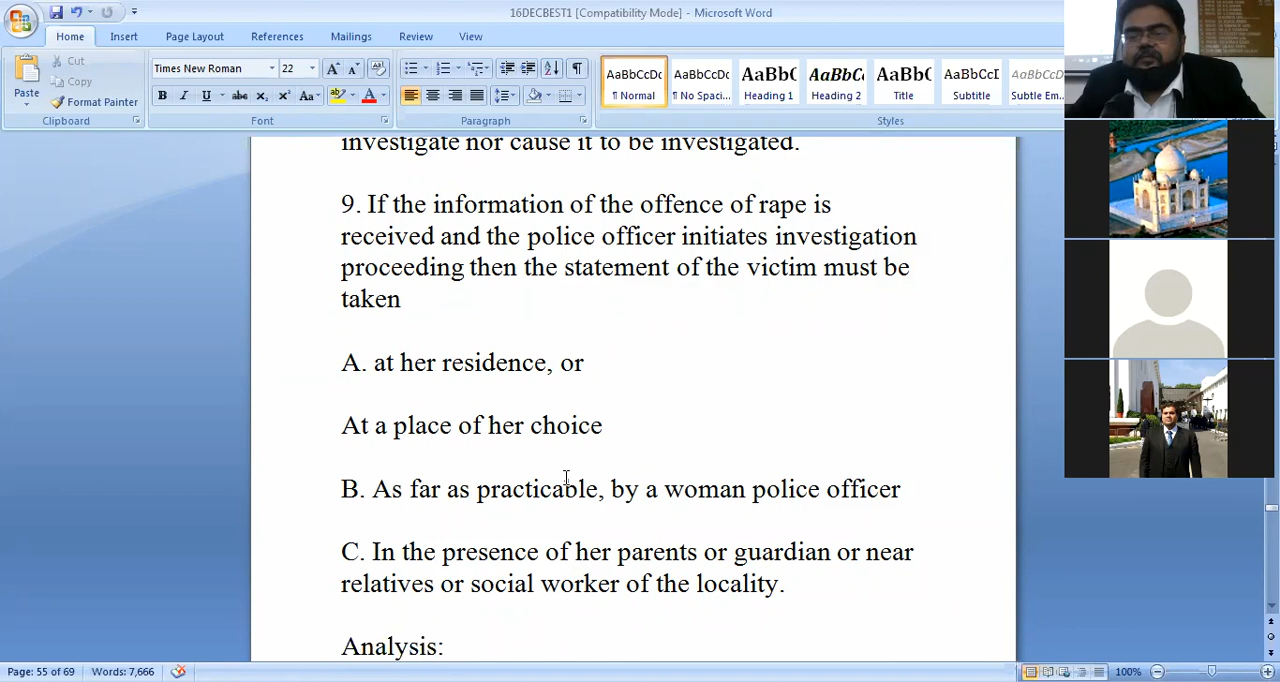 16DECBEST1 [Compatibility Mode] - Microsoft Word
Home Insert Page Layout References Mailings Review View
Paste
Cut
Copy
Format Painter
Clipboard
Times New Roman 22
Font
Paragraph
AaBbCcDc AaBbCcDc AaBbC AaBbCc AaBbC AaBbCcI AaBbCcDc
¶ Normal ¶ No Spaci... Heading 1 Heading 2 Title Subtitle Subtle Em...
Styles
investigate nor cause it to be investigated.
9. If the information of the offence of rape is
received and the police officer initiates investigation
proceeding then the statement of the victim must be
taken
A. at her residence, or
At a place of her choice
B. As far as practicable, by a woman police officer
C. In the presence of her parents or guardian or near
relatives or social worker of the locality.
Analysis:
Page: 55 of 69 Words: 7,666 100%